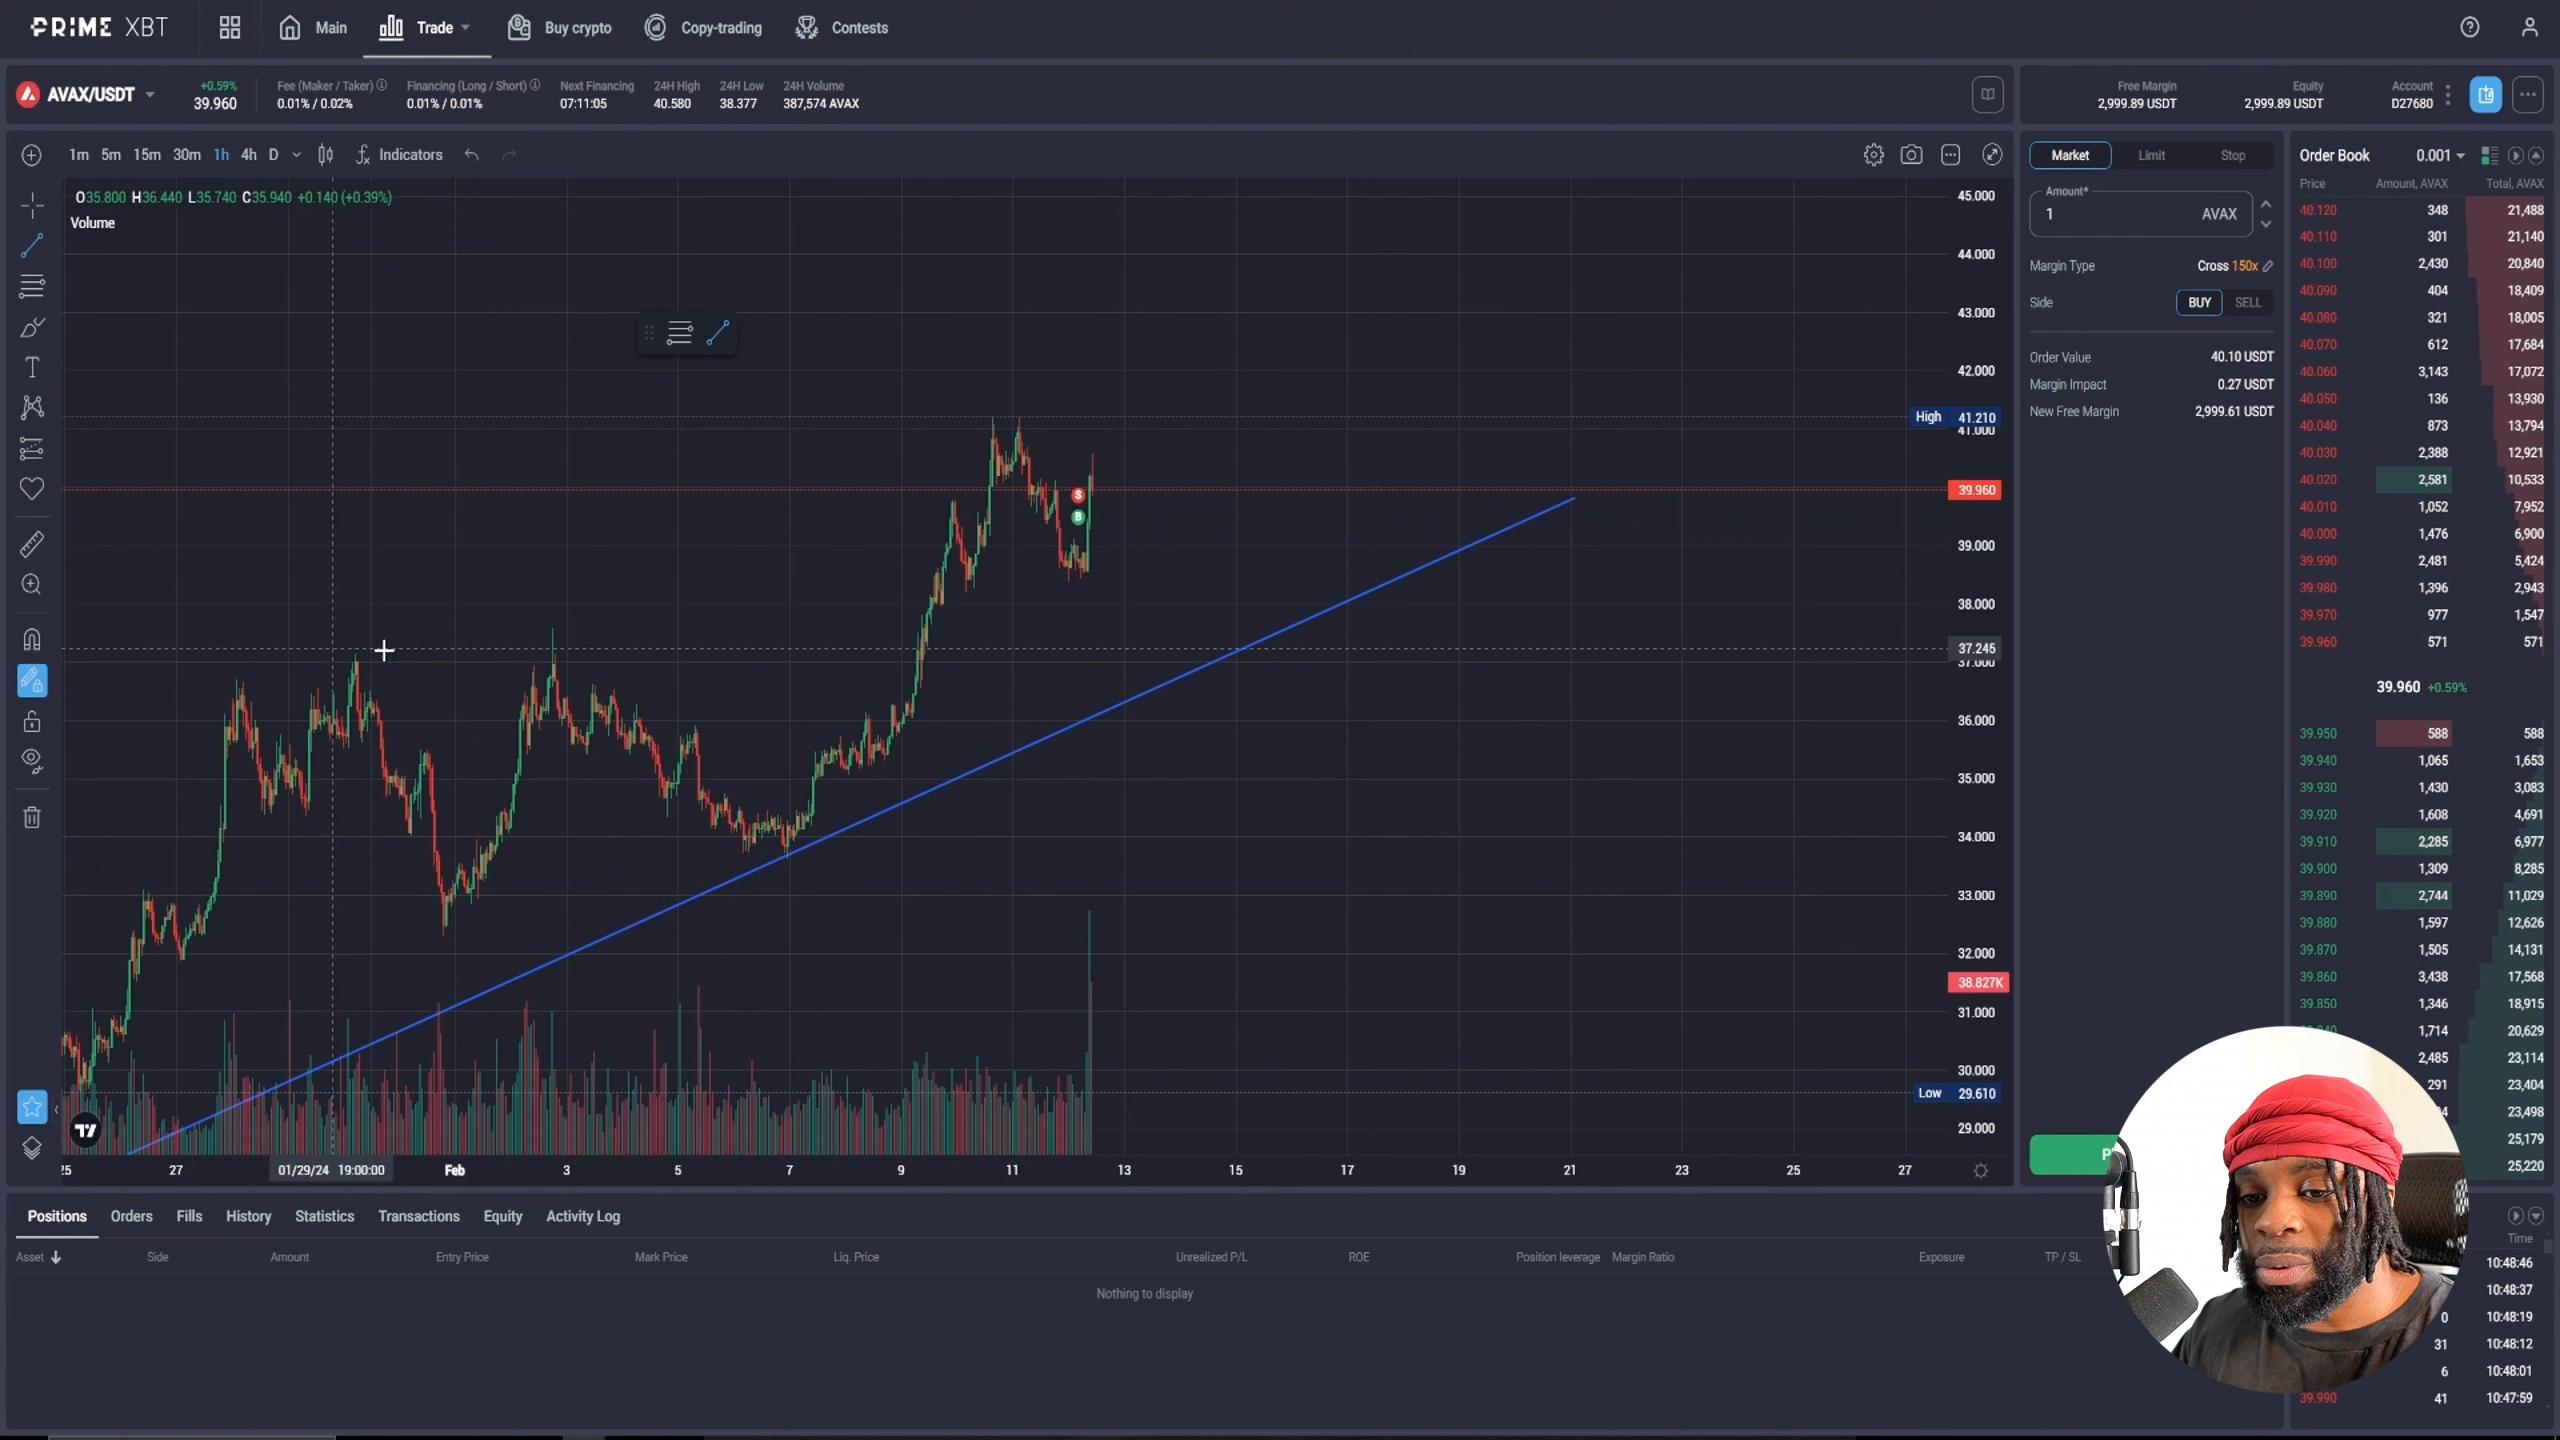 PRIME XBT
Main
Trade
Buy crypto
Copy-trading
Contests
AVAX/USDT
+0.59%
39.960
Fee (Maker / Taker)
0.01% / 0.02%
Financing (Long / Short)
0.01% / 0.01%
Next Financing
07:11:05
24H High
40.580
24H Low
38.377
24H Volume
387,574 AVAX
Free Margin
2,999.89 USDT
Equity
2,999.89 USDT
Account
D27680
1m 5m 15m 30m 1h 4h D
Indicators
O35.800 H36.440 L35.740 C35.940 +0.140 (+0.39%)
Volume
45.000
44.000
43.000
42.000
High 41.210
41.000
39.960
39.000
38.000
37.245
37.000
36.000
35.000
34.000
33.000
32.000
38.827K
31.000
30.000
Low 29.610
29.000
S
B
25 27 01/29/24 19:00:00 Feb 3 5 7 9 11 13 15 17 19 21 23 25 27
Market Limit Stop
Amount*
1 AVAX
Margin Type Cross 150x
Side BUY SELL
Order Value 40.10 USDT
Margin Impact 0.27 USDT
New Free Margin 2,999.61 USDT
Order Book 0.001
Price Amount, AVAX Total, AVAX
40.120 348 21,488
40.110 301 21,140
40.100 2,430 20,840
40.090 404 18,409
40.080 321 18,005
40.070 612 17,684
40.060 3,143 17,072
40.050 136 13,930
40.040 873 13,794
40.030 2,388 12,921
40.020 2,581 10,533
40.010 1,052 7,952
40.000 1,476 6,900
39.990 2,481 5,424
39.980 1,396 2,943
39.970 977 1,547
39.960 571 571
39.960 +0.59%
39.950 588 588
39.940 1,065 1,653
39.930 1,430 3,083
39.920 1,608 4,691
39.910 2,285 6,977
39.900 1,309 8,285
39.890 2,744 11,029
39.880 1,597 12,626
39.870 1,505 14,131
39.860 3,438 17,568
39.850 1,346 18,915
1,714 20,629
2,485 23,114
291 23,404
23,498
25,179
25,220
Positions Orders Fills History Statistics Transactions Equity Activity Log
Asset Side Amount Entry Price Mark Price Liq. Price Unrealized P/L ROE Position leverage Margin Ratio Exposure TP / SL
Nothing to display
Time
10:48:46
10:48:37
0 10:48:19
31 10:48:12
6 10:48:01
39.990 41 10:47:59